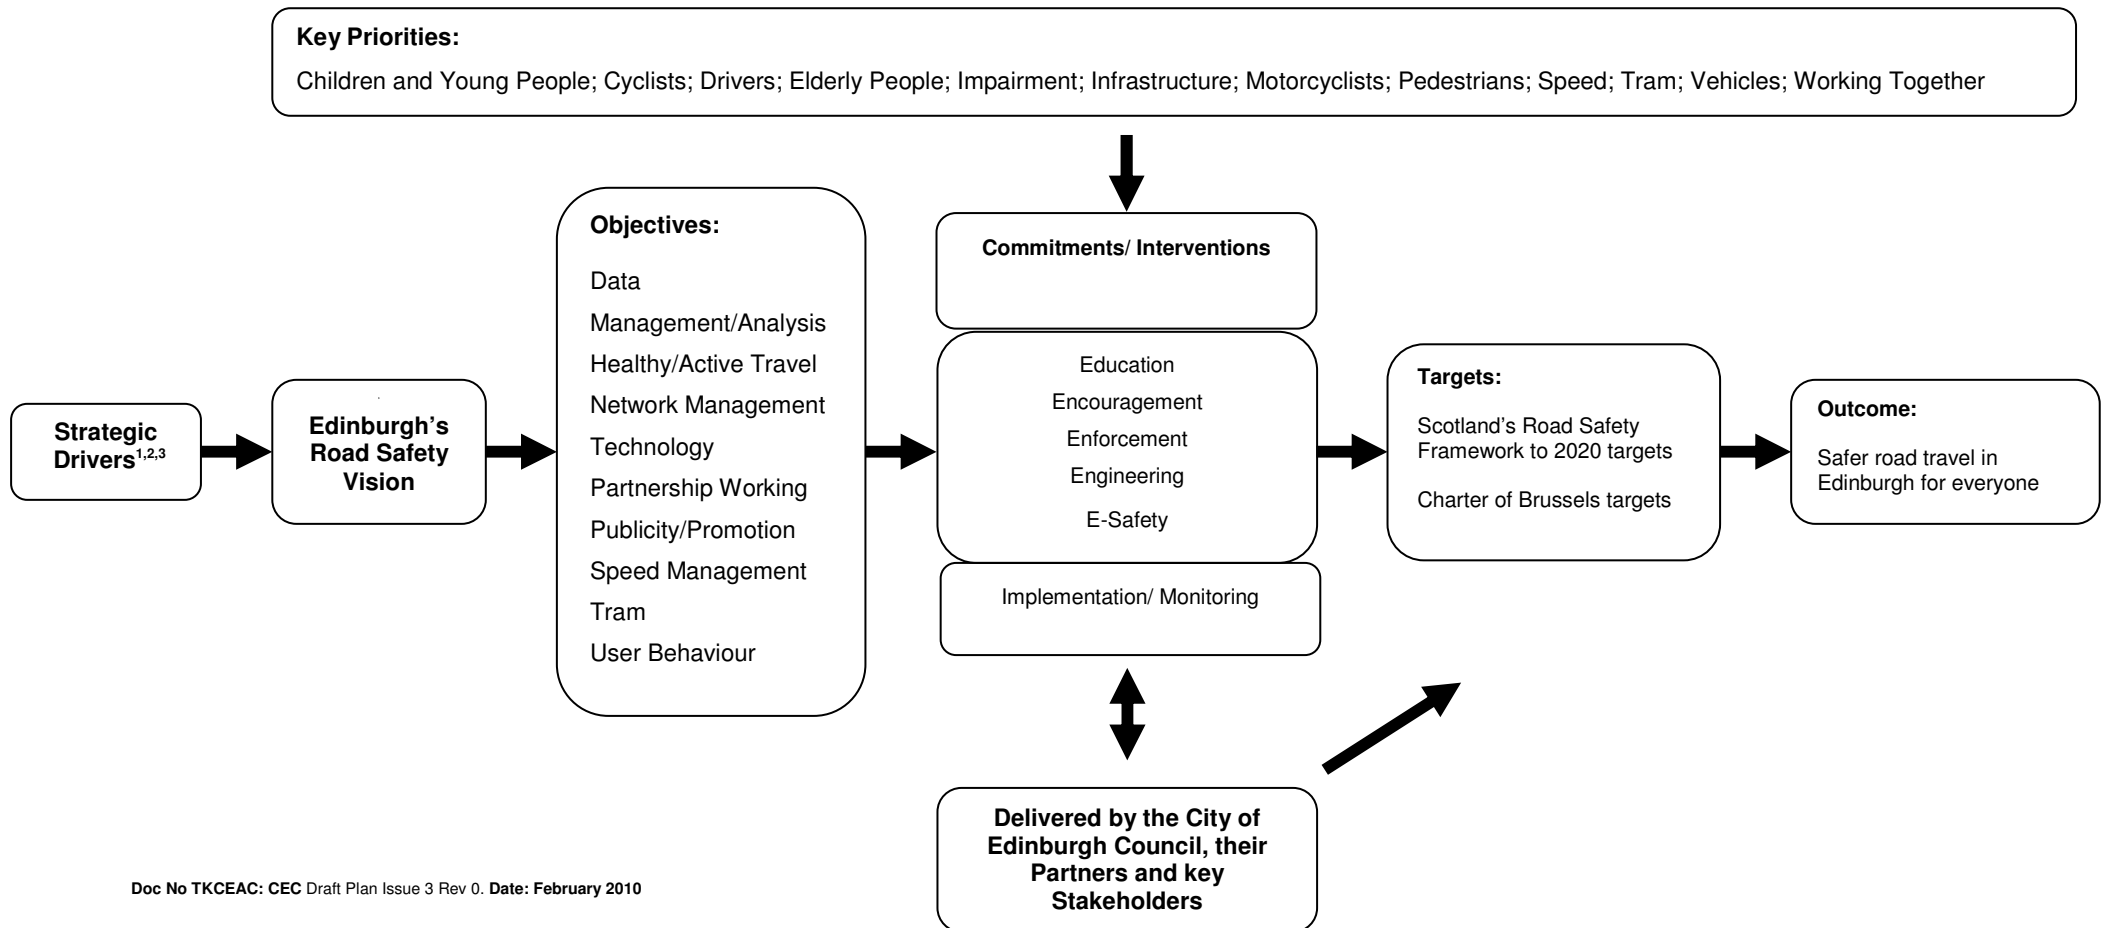 Key Priorities:
Children and Young People; Cyclists; Drivers; Elderly People; Impairment; Infrastructure; Motorcyclists; Pedestrians; Speed; Tram; Vehicles; Working Together
Strategic
Drivers1,2,3
Edinburgh's
Road Safety
Vision
Objectives:
Data
Management/Analysis
Healthy/Active Travel
Network Management
Technology
Partnership Working
Publicity/Promotion
Speed Management
Tram
User Behaviour
Commitments/ Interventions
Education
Encouragement
Enforcement
Engineering
E-Safety
Implementation/ Monitoring
Targets:
Scotland's Road Safety
Framework to 2020 targets
Charter of Brussels targets
Outcome:
Safer road travel in
Edinburgh for everyone
Delivered by the City of
Edinburgh Council, their
Partners and key
Stakeholders
Doc No TKCEAC: CEC Draft Plan Issue 3 Rev 0. Date: February 2010